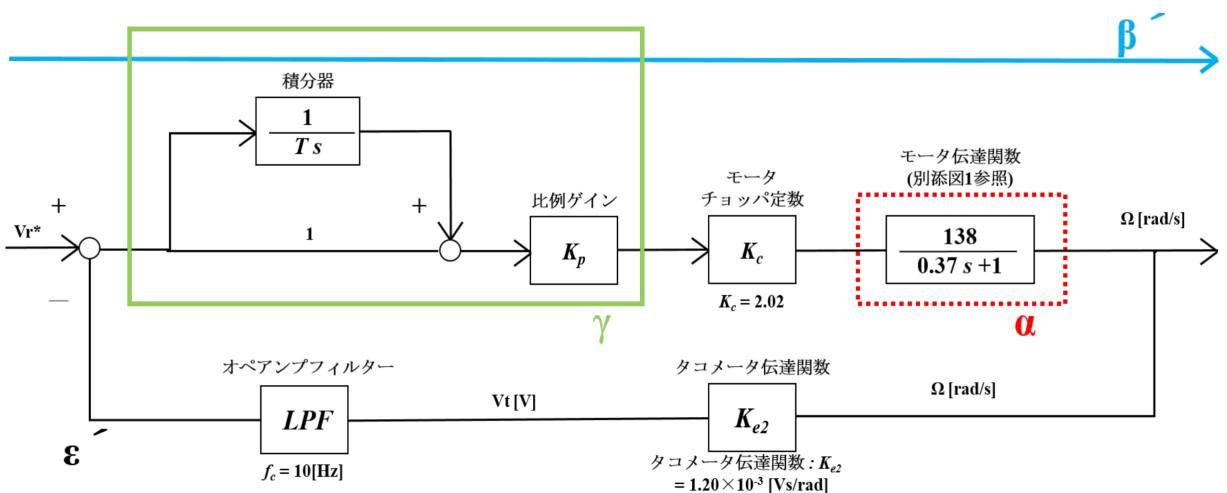 β´
積分器
1
T s
モータ伝達関数
(別添図1参照)
モータ
チョッパ定数
比例ゲイン
+
+
Vr*
1
Kp
Kc
138
0.37 s +1
Ω [rad/s]
Kc = 2.02
―
γ
α
オペアンプフィルター
タコメータ伝達関数
Vt [V]
Ω [rad/s]
LPF
Ke2
ε´
fc = 10[Hz]
タコメータ伝達関数 : Ke2
= 1.20×10-3 [Vs/rad]